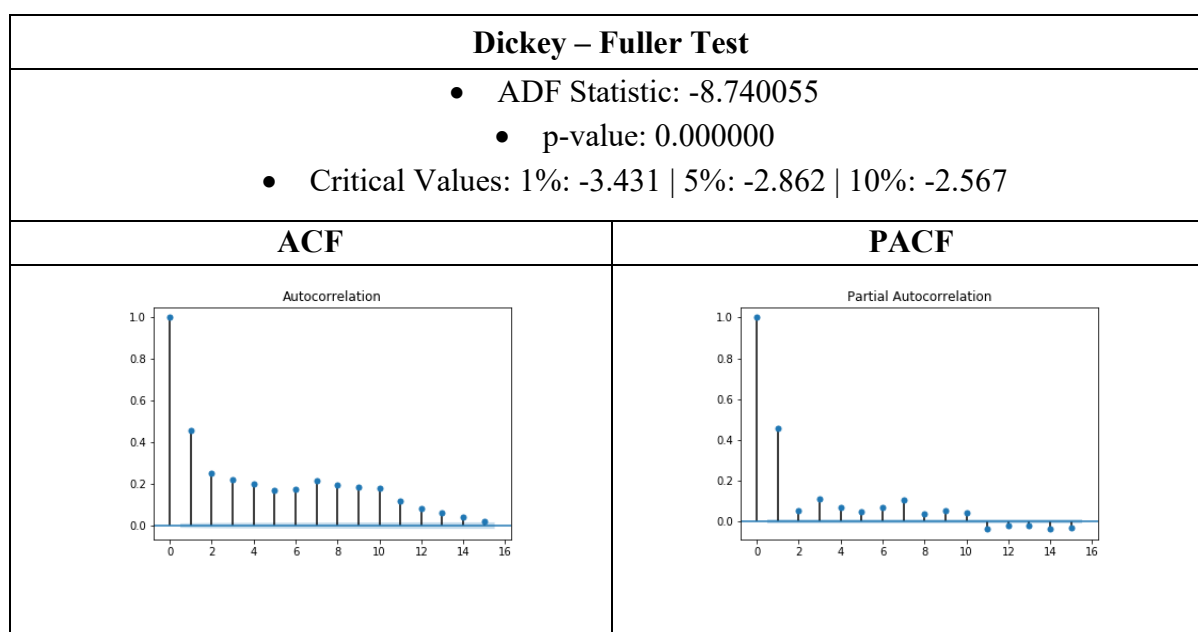 Dickey – Fuller Test
• ADF Statistic: -8.740055
• p-value: 0.000000
• Critical Values: 1%: -3.431 | 5%: -2.862 | 10%: -2.567
ACF
PACF
Autocorrelation
1.0
0.8
0.6
0.4
0.2
0.0
0 2 4 6 8 10 12 14 16
Partial Autocorrelation
1.0
0.8
0.6
0.4
0.2
0.0
0 2 4 6 8 10 12 14 16